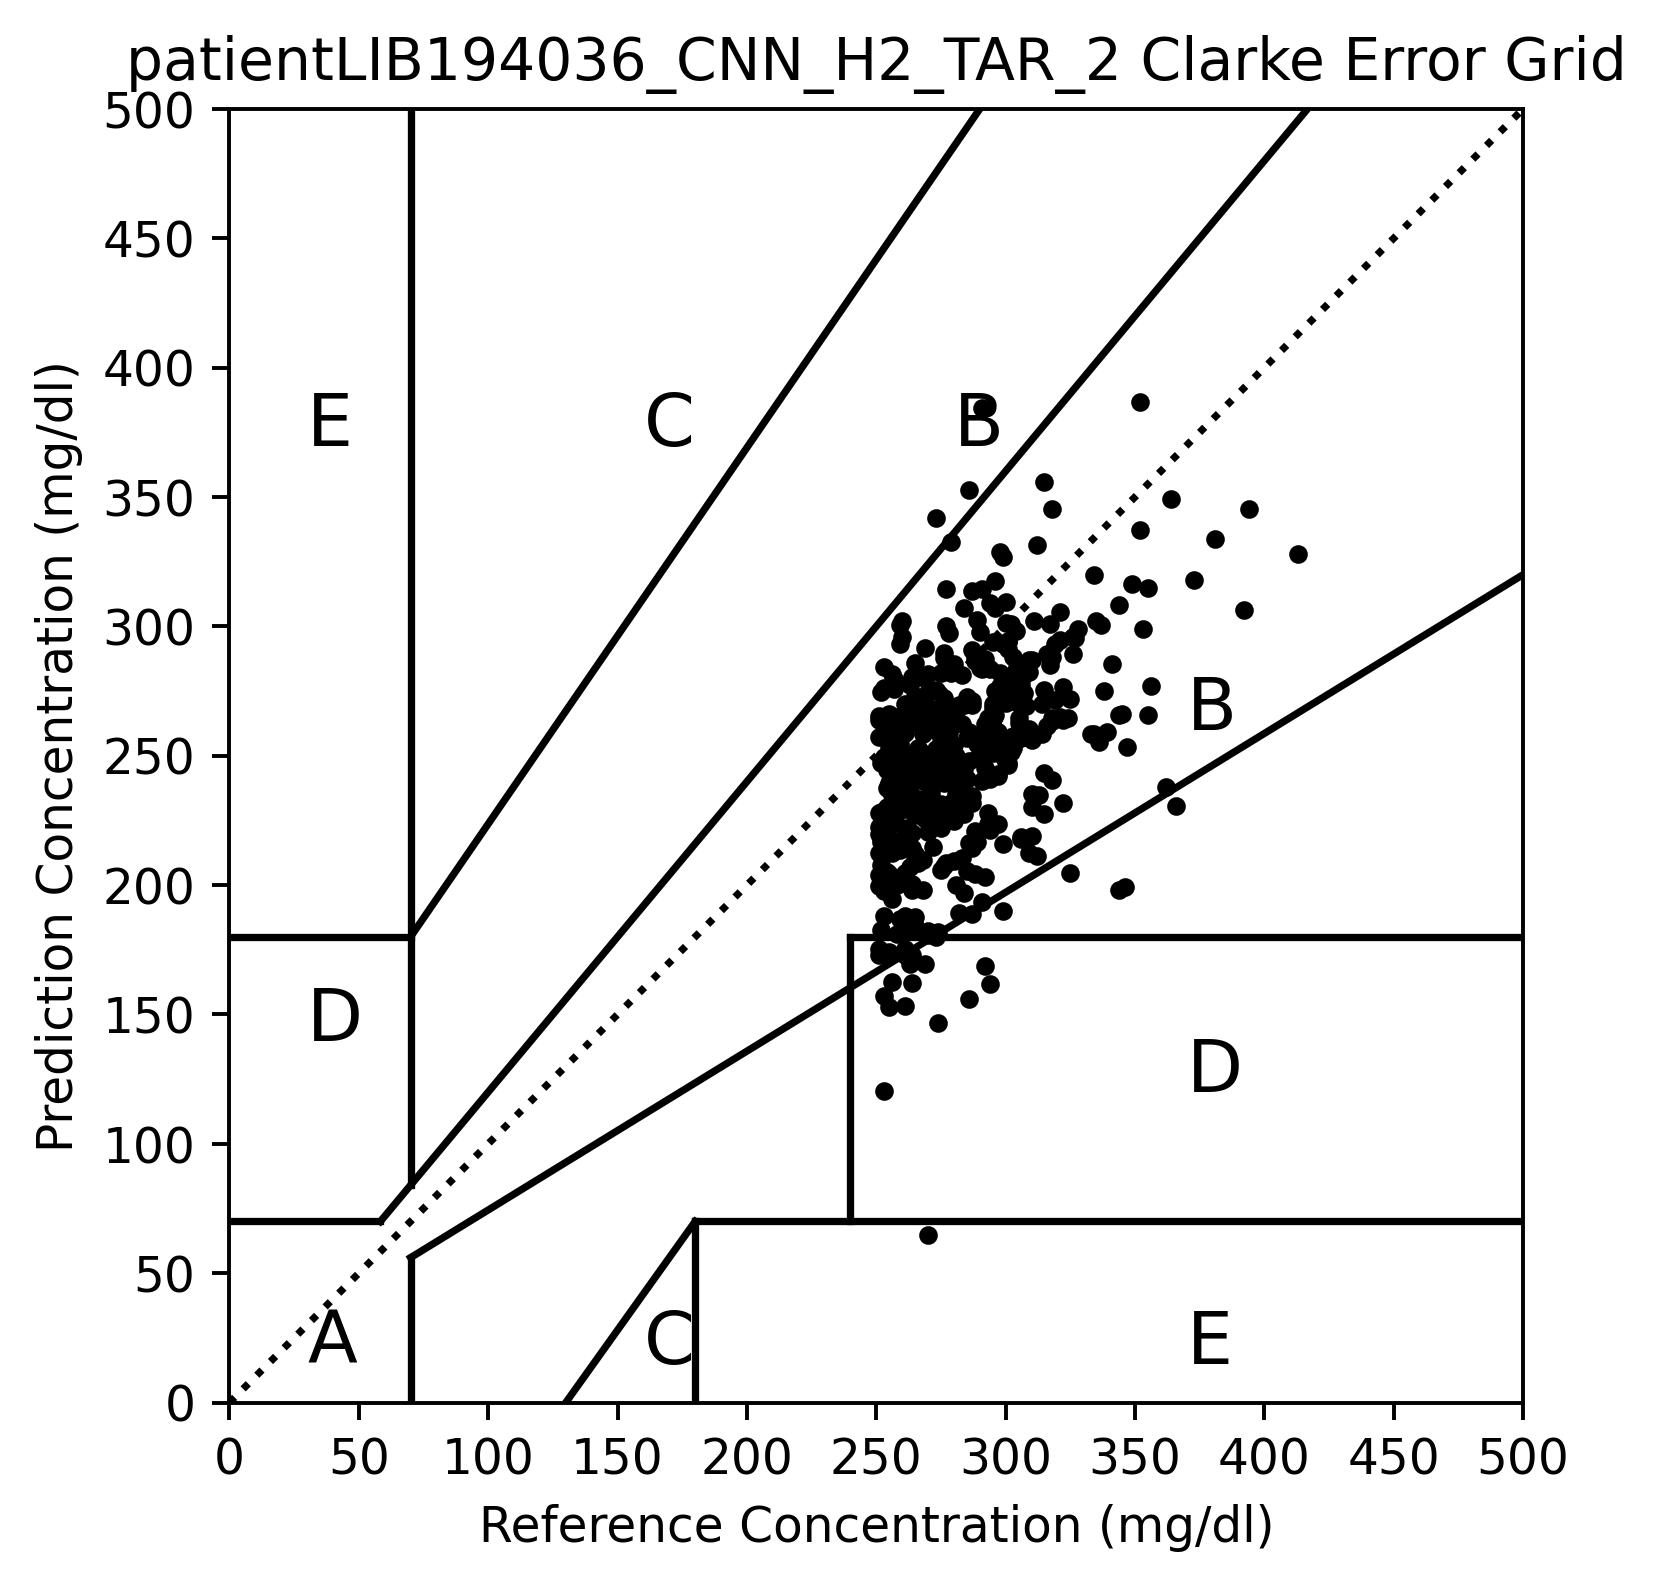 patientLIB194036_CNN_H2_TAR_2 Clarke Error Grid
500
450
400
350
300
250
200
150
100
50
0
Prediction Concentration (mg/dl)
E
C
B
B
D
D
A
C
E
0 50 100 150 200 250 300 350 400 450 500
Reference Concentration (mg/dl)